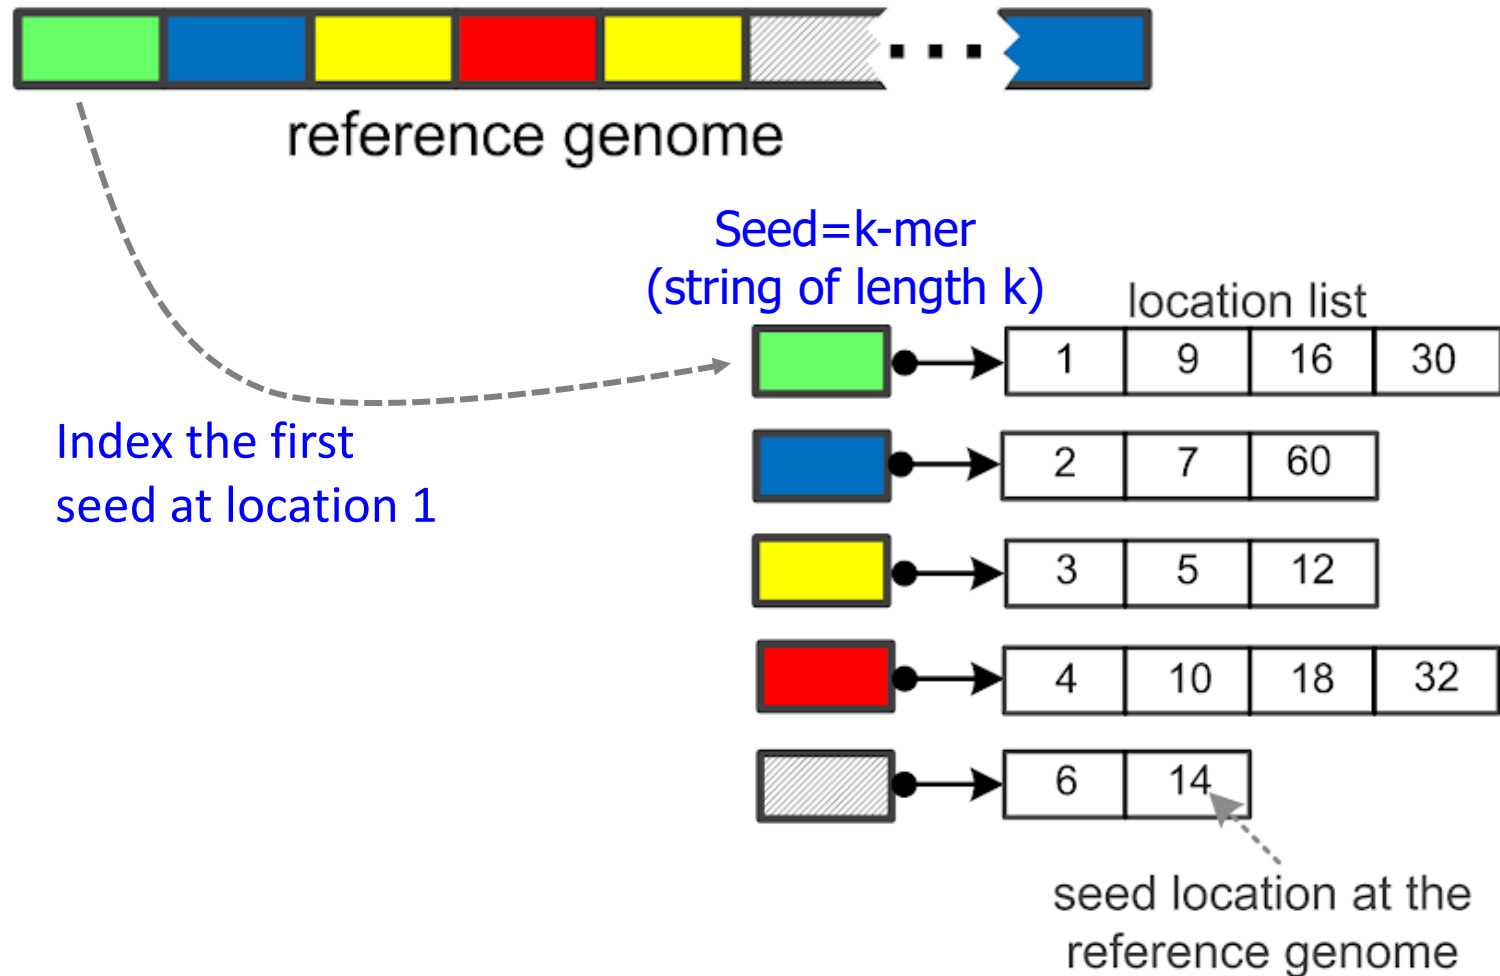 reference genome
Seed=k-mer
(string of length k)
location list
1 9 16 30
Index the first
seed at location 1
2 7 60
3 5 12
4 10 18 32
6 14
seed location at the
reference genome